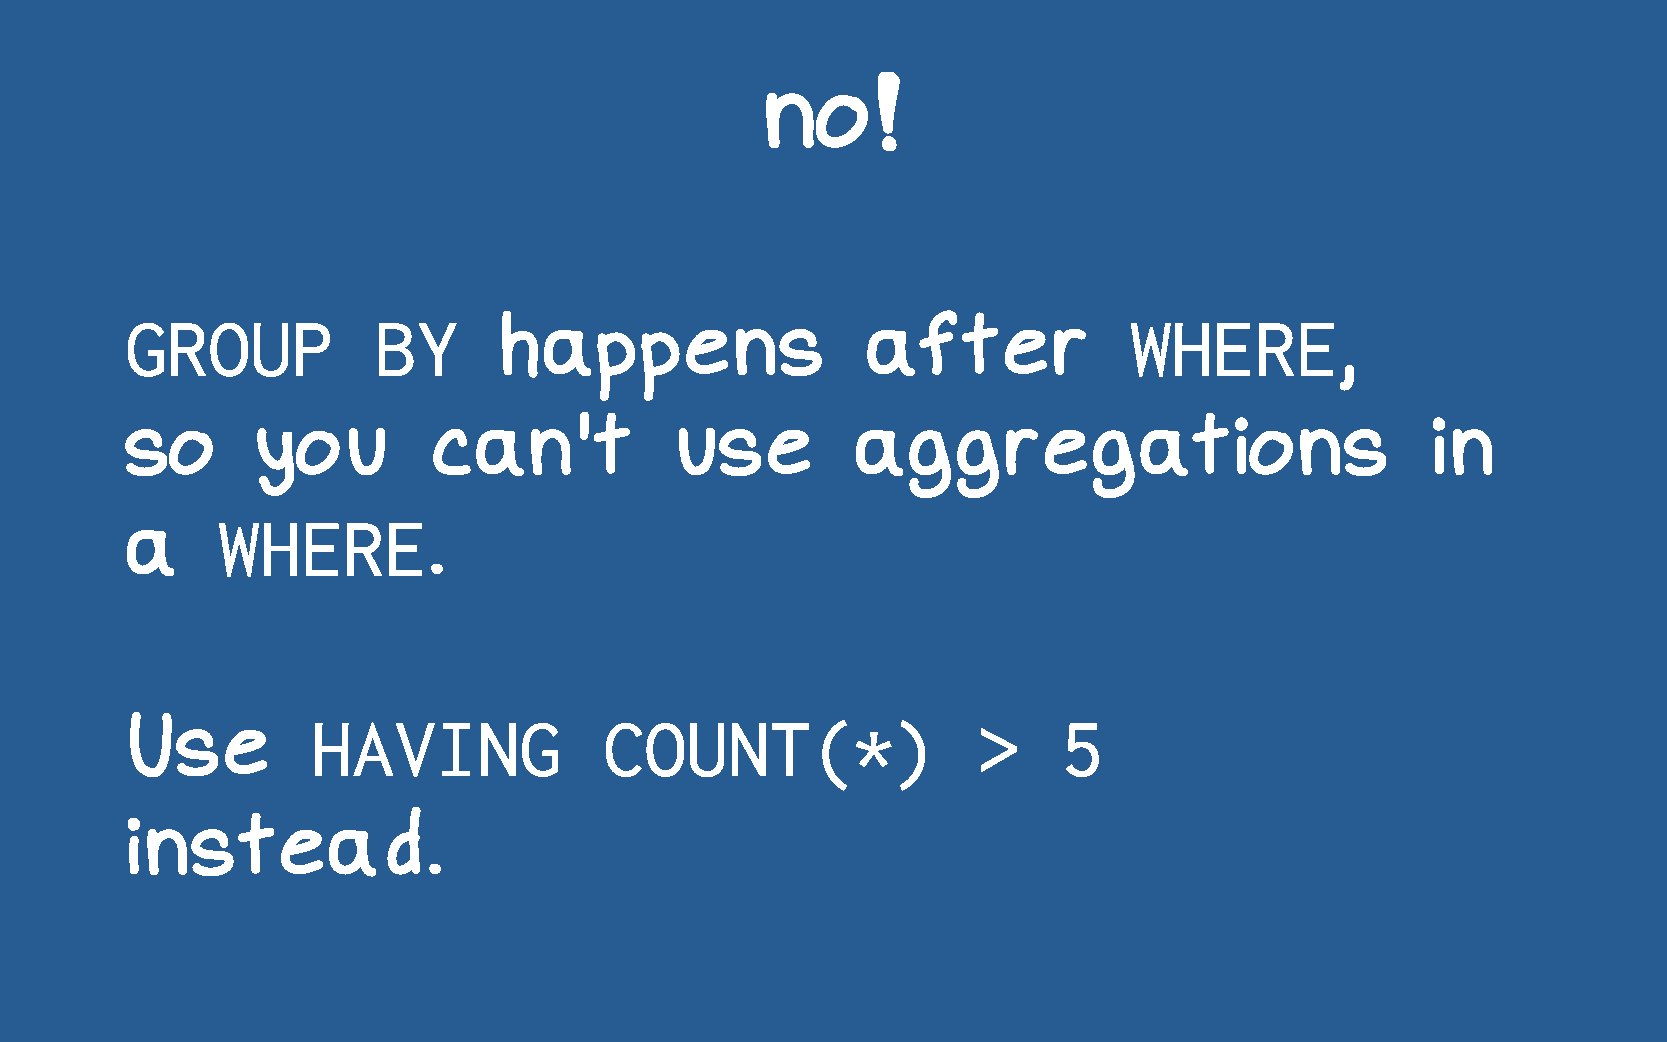 no!
GROUP BY happens after WHERE,
so you can't use aggregations in
a WHERE.
Use HAVING COUNT(*) > 5
instead.